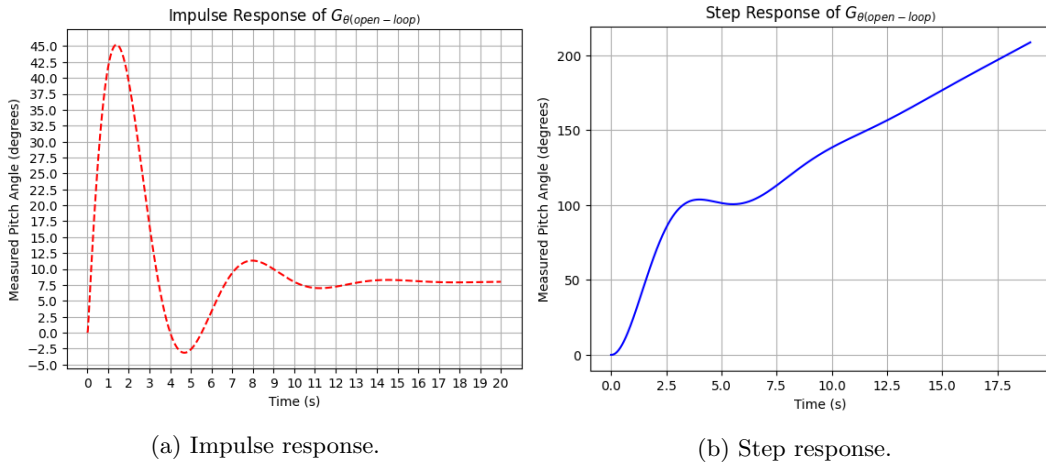 Impulse Response of G_θ(open−loop)
Measured Pitch Angle (degrees)
45.0
42.5
40.0
37.5
35.0
32.5
30.0
27.5
25.0
22.5
20.0
17.5
15.0
12.5
10.0
7.5
5.0
2.5
0.0
−2.5
−5.0
0 1 2 3 4 5 6 7 8 9 10 11 12 13 14 15 16 17 18 19 20
Time (s)
(a) Impulse response.
Step Response of G_θ(open−loop)
Measured Pitch Angle (degrees)
200
150
100
50
0
0.0 2.5 5.0 7.5 10.0 12.5 15.0 17.5
Time (s)
(b) Step response.